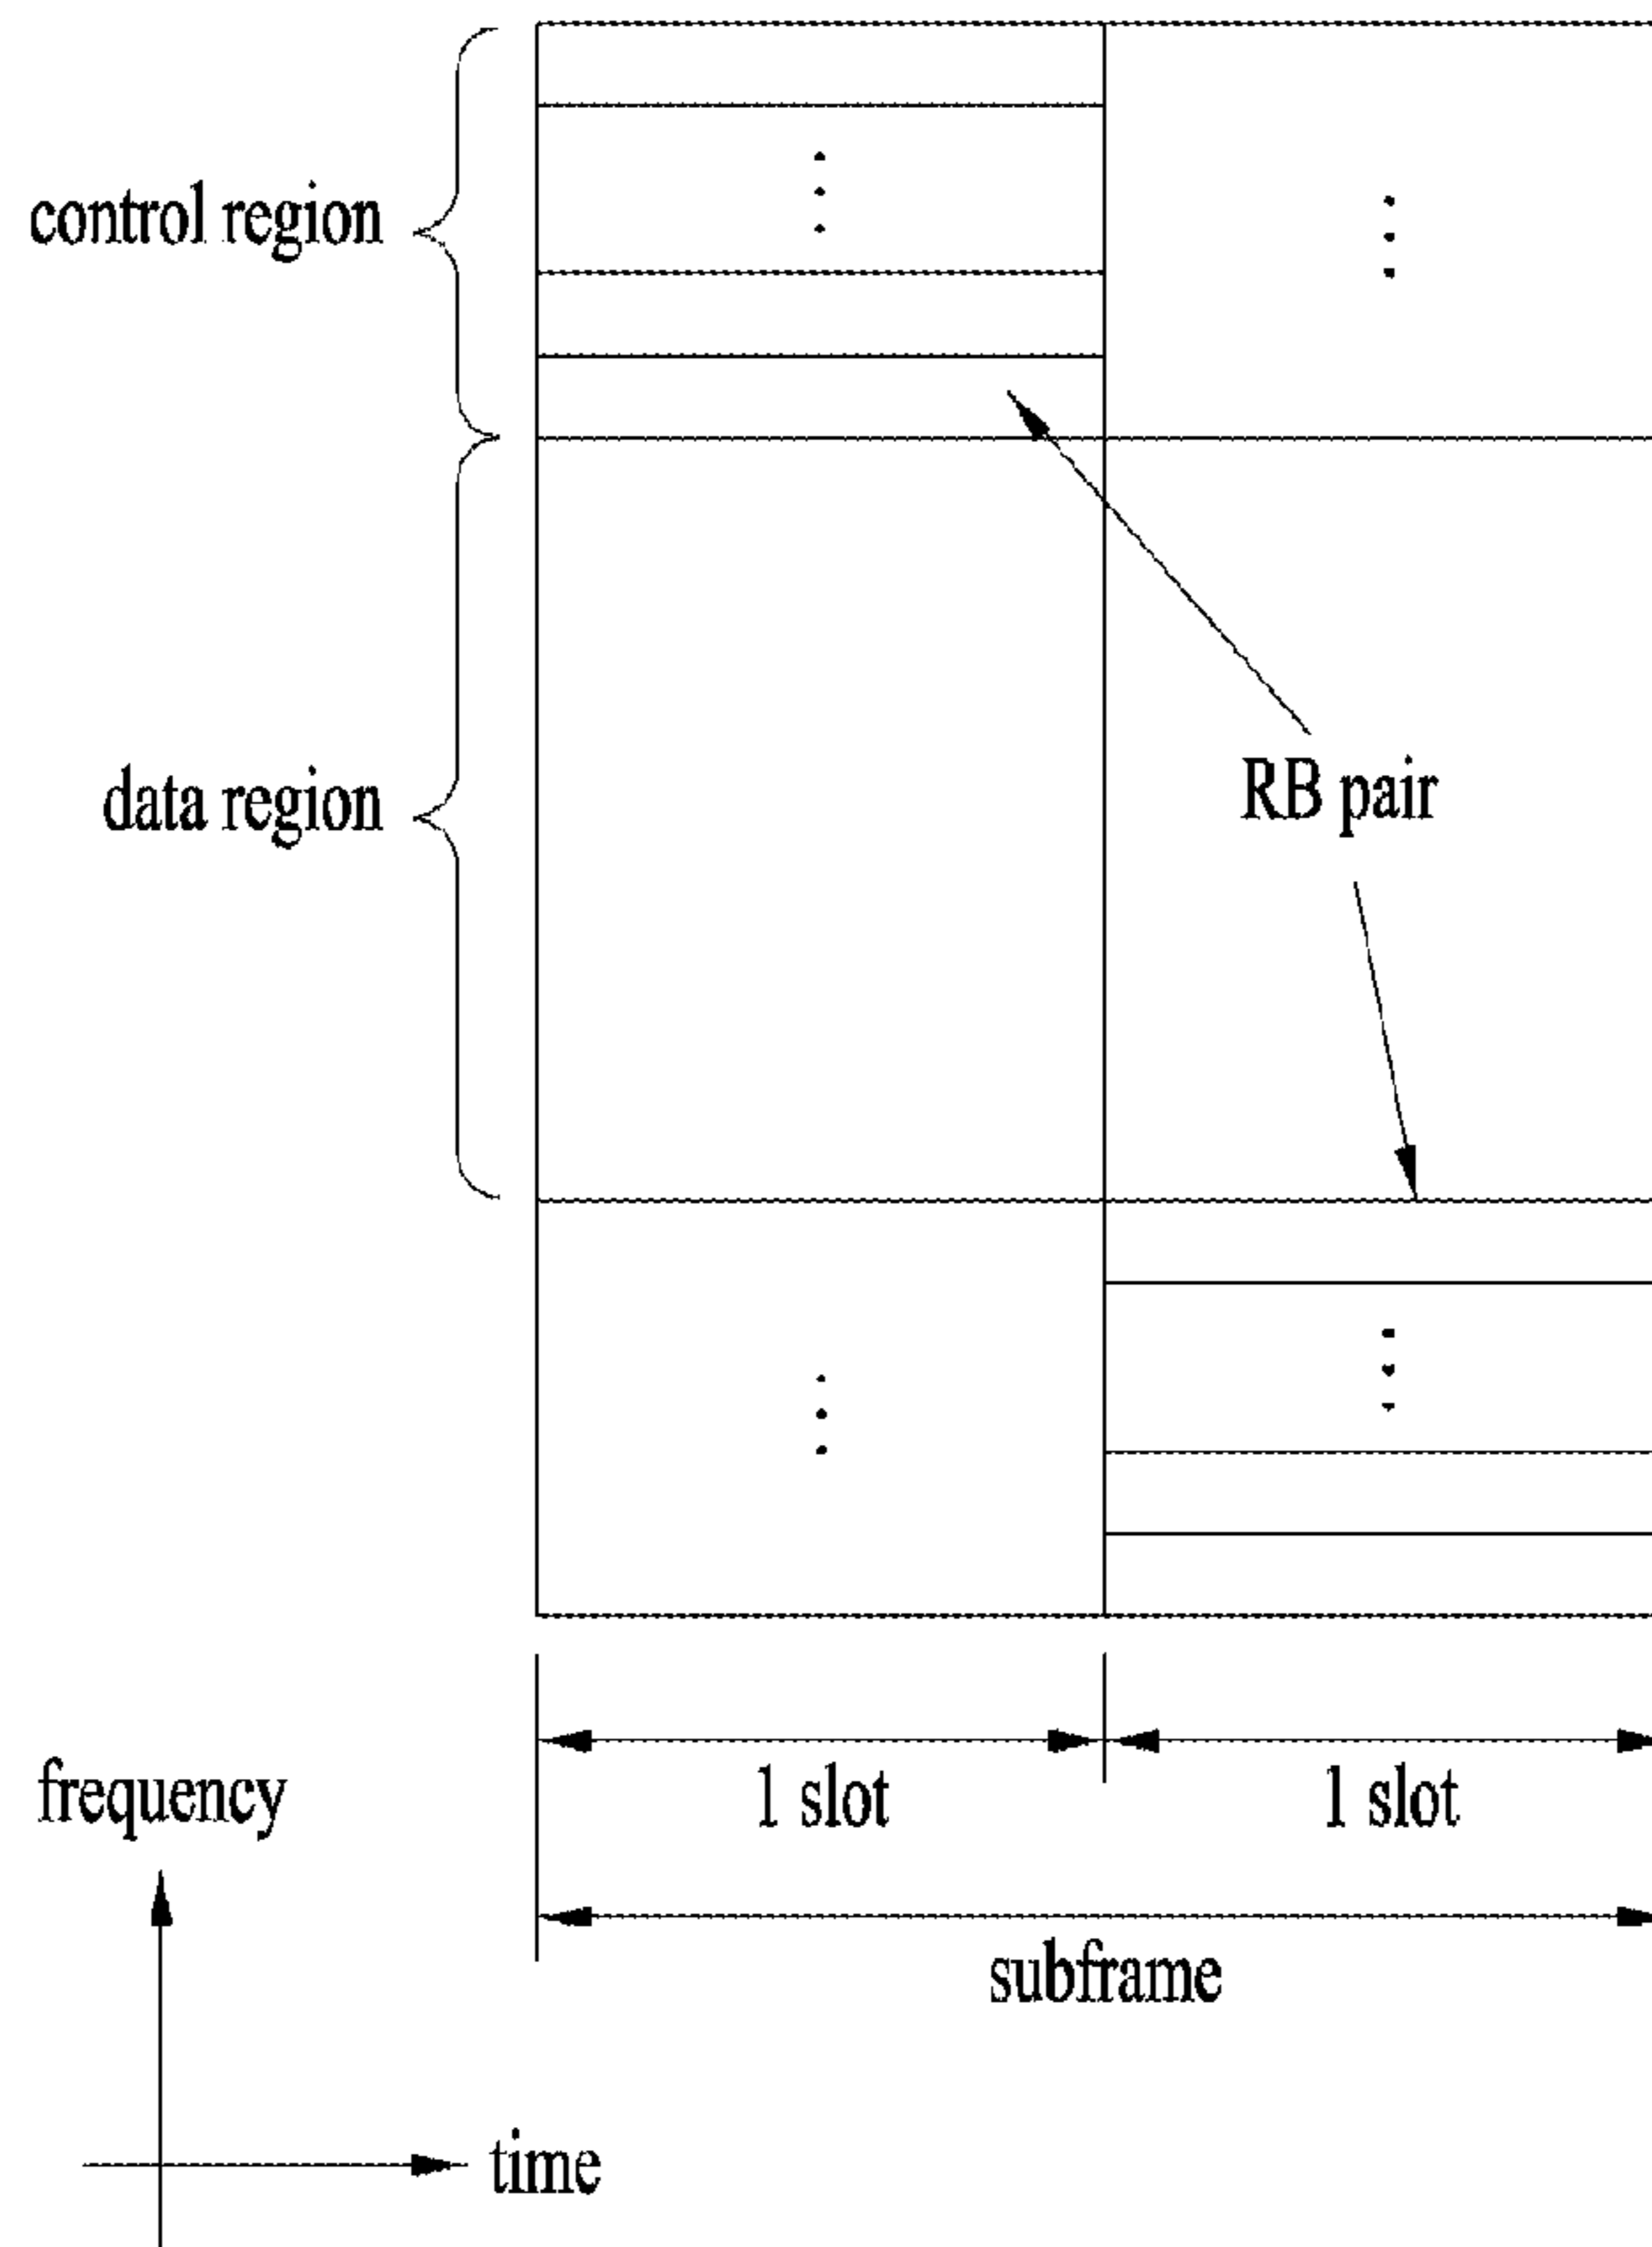 control region
data region
RB pair
1 slot
1 slot
frequency
subframe
time